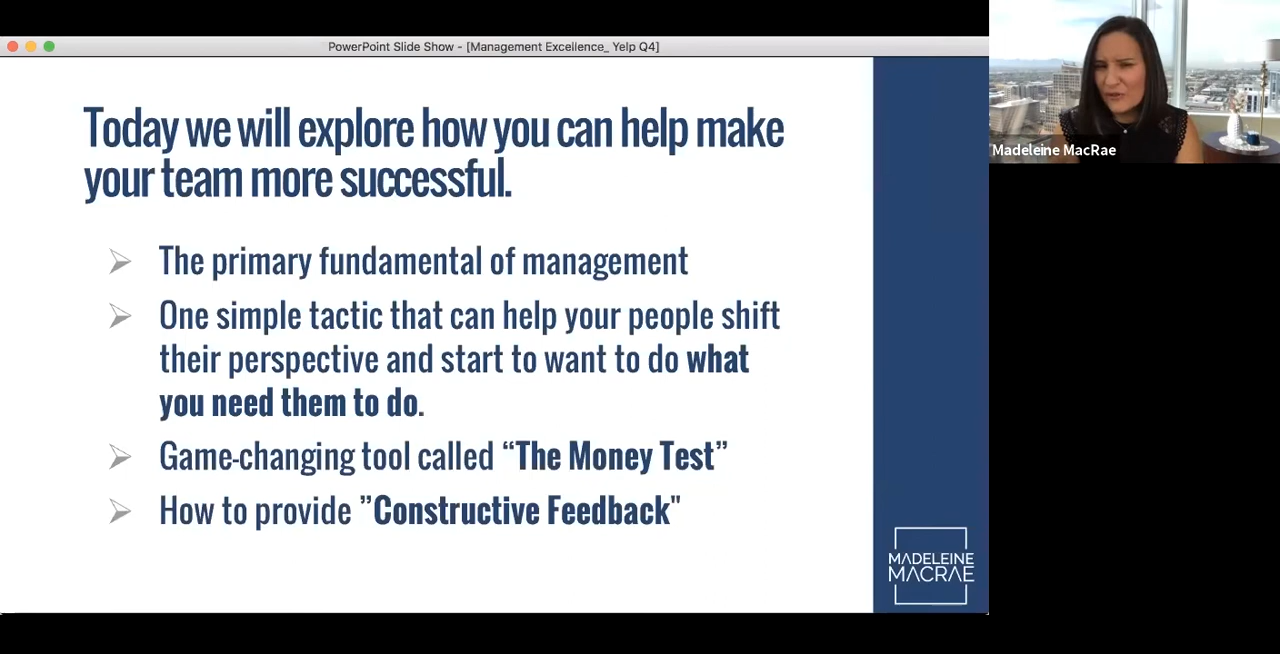 PowerPoint Slide Show - [Management Excellence_ Yelp Q4]
Madeleine MacRae
Today we will explore how you can help make
your team more successful.
The primary fundamental of management
One simple tactic that can help your people shift
their perspective and start to want to do what
you need them to do.
Game-changing tool called “The Money Test”
How to provide ”Constructive Feedback"
MADELEINE
MACRAE